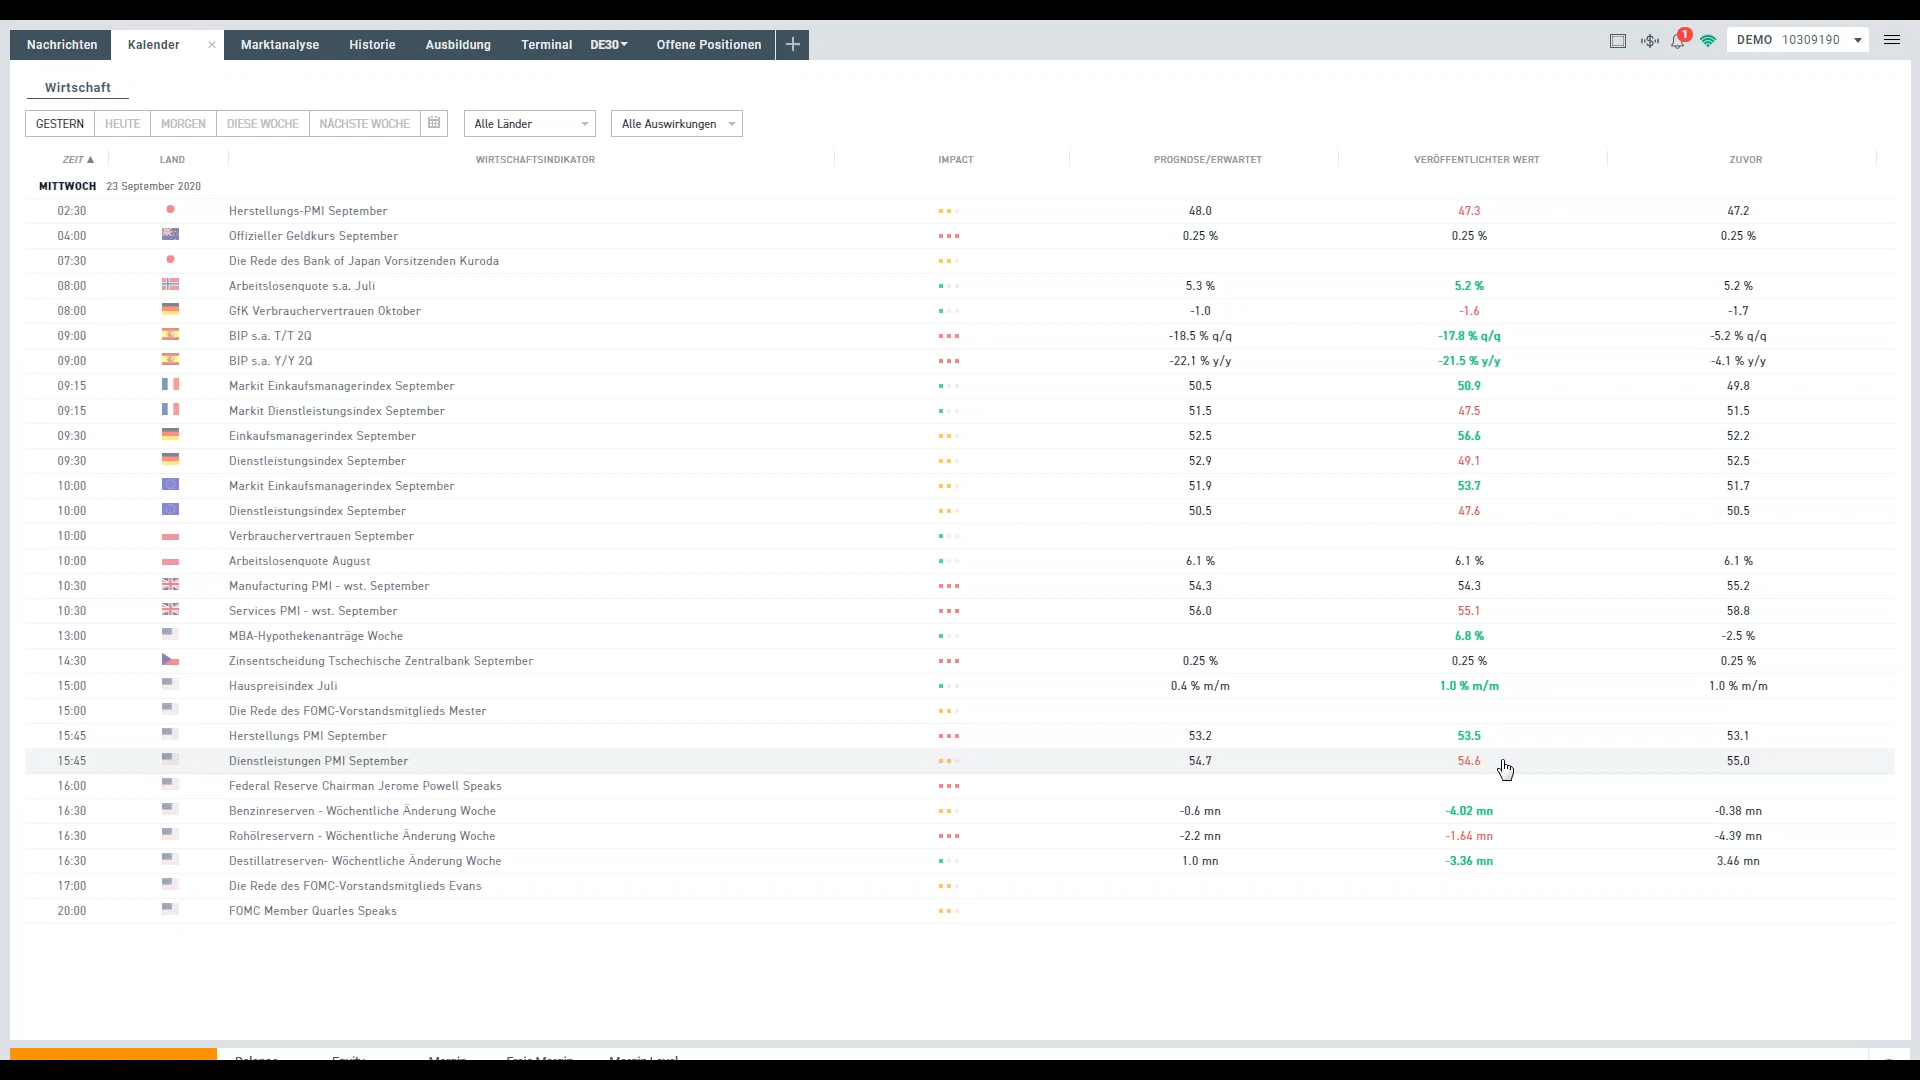 Nachrichten Kalender Marktanalyse Historie Ausbildung Terminal DE30 Offene Positionen 1 DEMO 10309190
Wirtschaft
GESTERN HEUTE MORGEN DIESE WOCHE NÄCHSTE WOCHE Alle Länder Alle Auswirkungen
ZEIT ▲ LAND WIRTSCHAFTSINDIKATOR IMPACT PROGNOSE/ERWARTET VERÖFFENTLICHTER WERT ZUVOR
MITTWOCH 23 September 2020
02:30 Herstellungs-PMI September 48.0 47.3 47.2
04:00 Offizieller Geldkurs September 0.25 % 0.25 % 0.25 %
07:30 Die Rede des Bank of Japan Vorsitzenden Kuroda
08:00 Arbeitslosenquote s.a. Juli 5.3 % 5.2 % 5.2 %
08:00 GfK Verbrauchervertrauen Oktober -1.0 -1.6 -1.7
09:00 BIP s.a. T/T 2Q -18.5 % q/q -17.8 % q/q -5.2 % q/q
09:00 BIP s.a. Y/Y 2Q -22.1 % y/y -21.5 % y/y -4.1 % y/y
09:15 Markit Einkaufsmanagerindex September 50.5 50.9 49.8
09:15 Markit Dienstleistungsindex September 51.5 47.5 51.5
09:30 Einkaufsmanagerindex September 52.5 56.6 52.2
09:30 Dienstleistungsindex September 52.9 49.1 52.5
10:00 Markit Einkaufsmanagerindex September 51.9 53.7 51.7
10:00 Dienstleistungsindex September 50.5 47.6 50.5
10:00 Verbrauchervertrauen September
10:00 Arbeitslosenquote August 6.1 % 6.1 % 6.1 %
10:30 Manufacturing PMI - wst. September 54.3 54.3 55.2
10:30 Services PMI - wst. September 56.0 55.1 58.8
13:00 MBA-Hypothekenanträge Woche 6.8 % -2.5 %
14:30 Zinsentscheidung Tschechische Zentralbank September 0.25 % 0.25 % 0.25 %
15:00 Hauspreisindex Juli 0.4 % m/m 1.0 % m/m 1.0 % m/m
15:00 Die Rede des FOMC-Vorstandsmitglieds Mester
15:45 Herstellungs PMI September 53.2 53.5 53.1
15:45 Dienstleistungen PMI September 54.7 54.6 55.0
16:00 Federal Reserve Chairman Jerome Powell Speaks
16:30 Benzinreserven - Wöchentliche Änderung Woche -0.6 mn -4.02 mn -0.38 mn
16:30 Rohölreservern - Wöchentliche Änderung Woche -2.2 mn -1.64 mn -4.39 mn
16:30 Destillatreserven- Wöchentliche Änderung Woche 1.0 mn -3.36 mn 3.46 mn
17:00 Die Rede des FOMC-Vorstandsmitglieds Evans
20:00 FOMC Member Quarles Speaks
Balance Equity Margin Freie Margin Margin Level